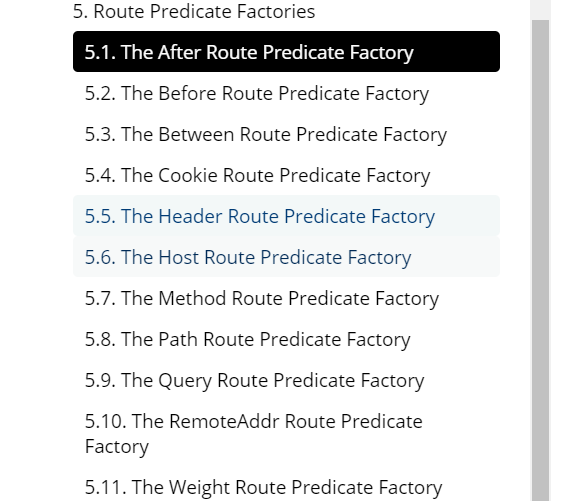 5. Route Predicate Factories
5.1. The After Route Predicate Factory
5.2. The Before Route Predicate Factory
5.3. The Between Route Predicate Factory
5.4. The Cookie Route Predicate Factory
5.5. The Header Route Predicate Factory
5.6. The Host Route Predicate Factory
5.7. The Method Route Predicate Factory
5.8. The Path Route Predicate Factory
5.9. The Query Route Predicate Factory
5.10. The RemoteAddr Route Predicate
Factory
5.11. The Weight Route Predicate Factory